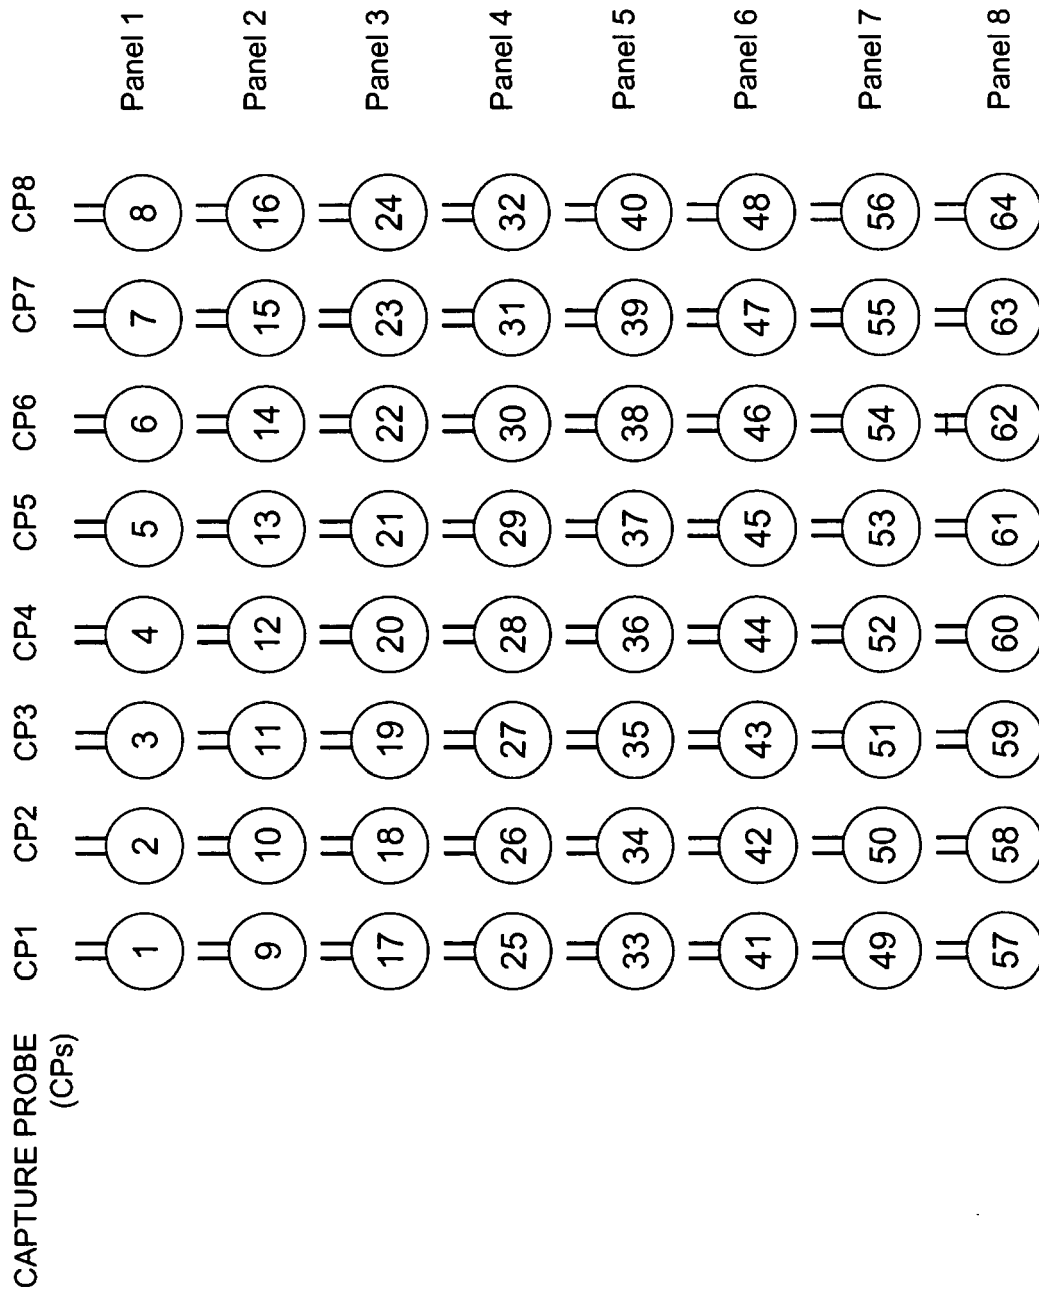 CAPTURE PROBE CP1 CP2 CP3 CP4 CP5 CP6 CP7 CP8
(CPs)
1 2 3 4 5 6 7 8 Panel 1
9 10 11 12 13 14 15 16 Panel 2
17 18 19 20 21 22 23 24 Panel 3
25 26 27 28 29 30 31 32 Panel 4
33 34 35 36 37 38 39 40 Panel 5
41 42 43 44 45 46 47 48 Panel 6
49 50 51 52 53 54 55 56 Panel 7
57 58 59 60 61 62 63 64 Panel 8